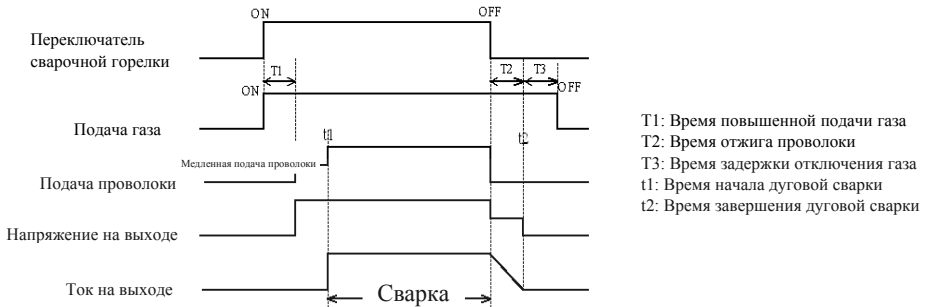 ON
OFF
Переключатель
сварочной горелки
T1
T2
T3
ON
OFF
Подача газа
t1
t2
Медленная подача проволоки
Подача проволоки
Напряжение на выходе
Ток на выходе
Сварка
T1: Время повышенной подачи газа
T2: Время отжига проволоки
T3: Время задержки отключения газа
t1: Время начала дуговой сварки
t2: Время завершения дуговой сварки